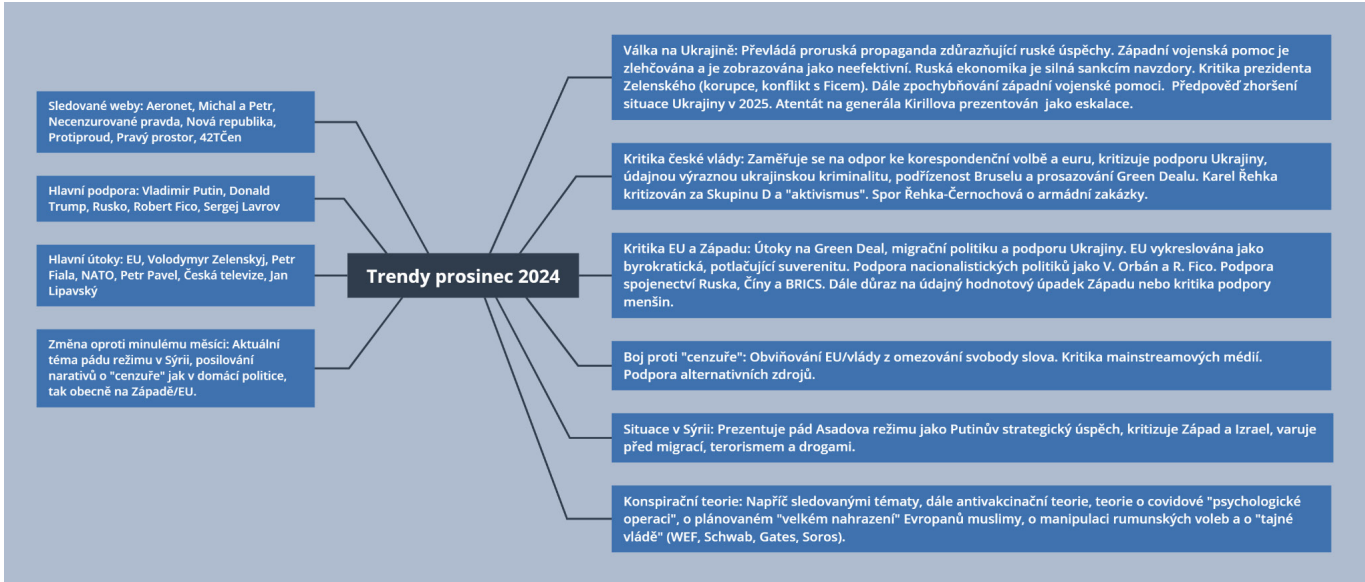 Sledované weby: Aeronet, Michal a Petr,
Necenzurované pravda, Nová republika,
Protiproud, Pravý prostor, 42TČen
Hlavní podpora: Vladimir Putin, Donald
Trump, Rusko, Robert Fico, Sergej Lavrov
Hlavní útoky: EU, Volodymyr Zelenskyj, Petr
Fiala, NATO, Petr Pavel, Česká televize, Jan
Lipavský
Změna oproti minulému měsíci: Aktuální
téma pádu režimu v Sýrii, posilování
narativů o "cenzuře" jak v domácí politice,
tak obecně na Západě/EU.
Trendy prosinec 2024
Válka na Ukrajině: Převládá proruská propaganda zdůrazňující ruské úspěchy. Západní vojenská pomoc je
zlehčována a je zobrazována jako neefektivní. Ruská ekonomika je silná sankcím navzdory. Kritika prezidenta
Zelenského (korupce, konflikt s Ficem). Dále zpochybňování západní vojenské pomoci.  Předpověď zhoršení
situace Ukrajiny v 2025. Atentát na generála Kirillova prezentován  jako eskalace.
Kritika české vlády: Zaměřuje se na odpor ke korespondenční volbě a euru, kritizuje podporu Ukrajiny,
údajnou výraznou ukrajinskou kriminalitu, podřízenost Bruselu a prosazování Green Dealu. Karel Řehka
kritizován za Skupinu D a "aktivismus". Spor Řehka-Černochová o armádní zakázky.
Kritika EU a Západu: Útoky na Green Deal, migrační politiku a podporu Ukrajiny. EU vykreslována jako
byrokratická, potlačující suverenitu. Podpora nacionalistických politiků jako V. Orbán a R. Fico. Podpora
spojenectví Ruska, Číny a BRICS. Dále důraz na údajný hodnotový úpadek Západu nebo kritika podpory
menšin.
Boj proti "cenzuře": Obviňování EU/vlády z omezování svobody slova. Kritika mainstreamových médií.
Podpora alternativních zdrojů.
Situace v Sýrii: Prezentuje pád Asadova režimu jako Putinův strategický úspěch, kritizuje Západ a Izrael, varuje
před migrací, terorismem a drogami.
Konspirační teorie: Napříč sledovanými tématy, dále antivakcinační teorie, teorie o covidové "psychologické
operaci", o plánovaném "velkém nahrazení" Evropanů muslimy, o manipulaci rumunských voleb a o "tajné
vládě" (WEF, Schwab, Gates, Soros).